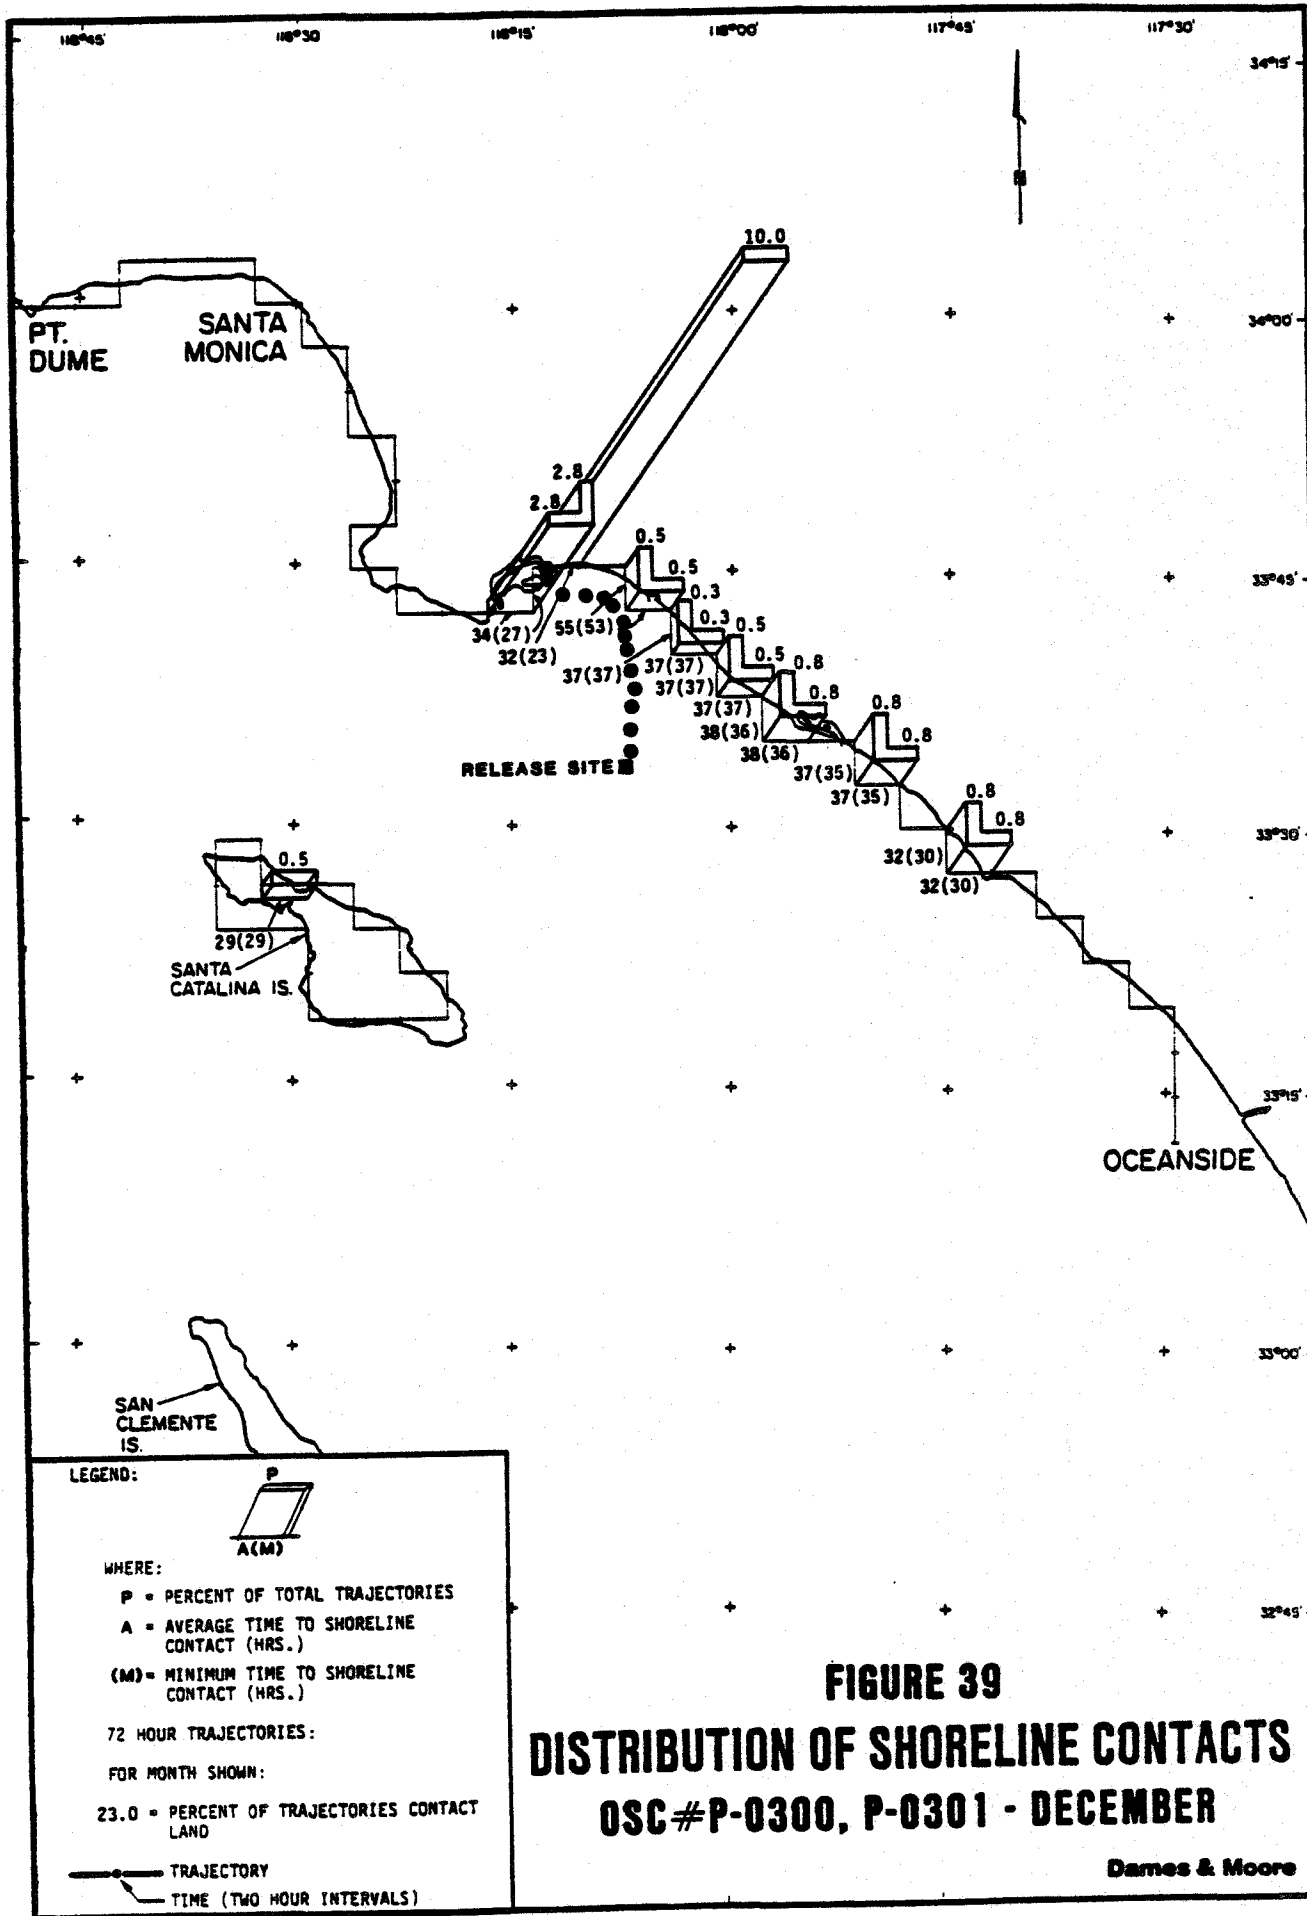 118°45' 118°30 118°15' 118°00' 117°45' 117°30'
34°15'
10.0
PT.
DUME
SANTA
MONICA
34°00'
2.8
2.8
0.5
0.5
33°45'
0.3
0.3
34(27)
32(23)
55(53)
0.5
37(37)
37(37)
0.5
0.8
37(37)
37(37)
0.8
0.8
38(36)
38(36)
0.8
RELEASE SITE
37(35)
37(35)
0.8
0.8
33°30'
32(30)
32(30)
0.5
29(29)
SANTA
CATALINA IS.
33°15'
OCEANSIDE
33°00'
SAN
CLEMENTE
IS.
32°45'
LEGEND:
P
A(M)
WHERE:
P = PERCENT OF TOTAL TRAJECTORIES
A = AVERAGE TIME TO SHORELINE
CONTACT (HRS.)
(M)= MINIMUM TIME TO SHORELINE
CONTACT (HRS.)
72 HOUR TRAJECTORIES:
FOR MONTH SHOWN:
23.0 = PERCENT OF TRAJECTORIES CONTACT
LAND
TRAJECTORY
TIME (TWO HOUR INTERVALS)
FIGURE 39
DISTRIBUTION OF SHORELINE CONTACTS
OSC#P-0300, P-0301 - DECEMBER
Dames & Moore